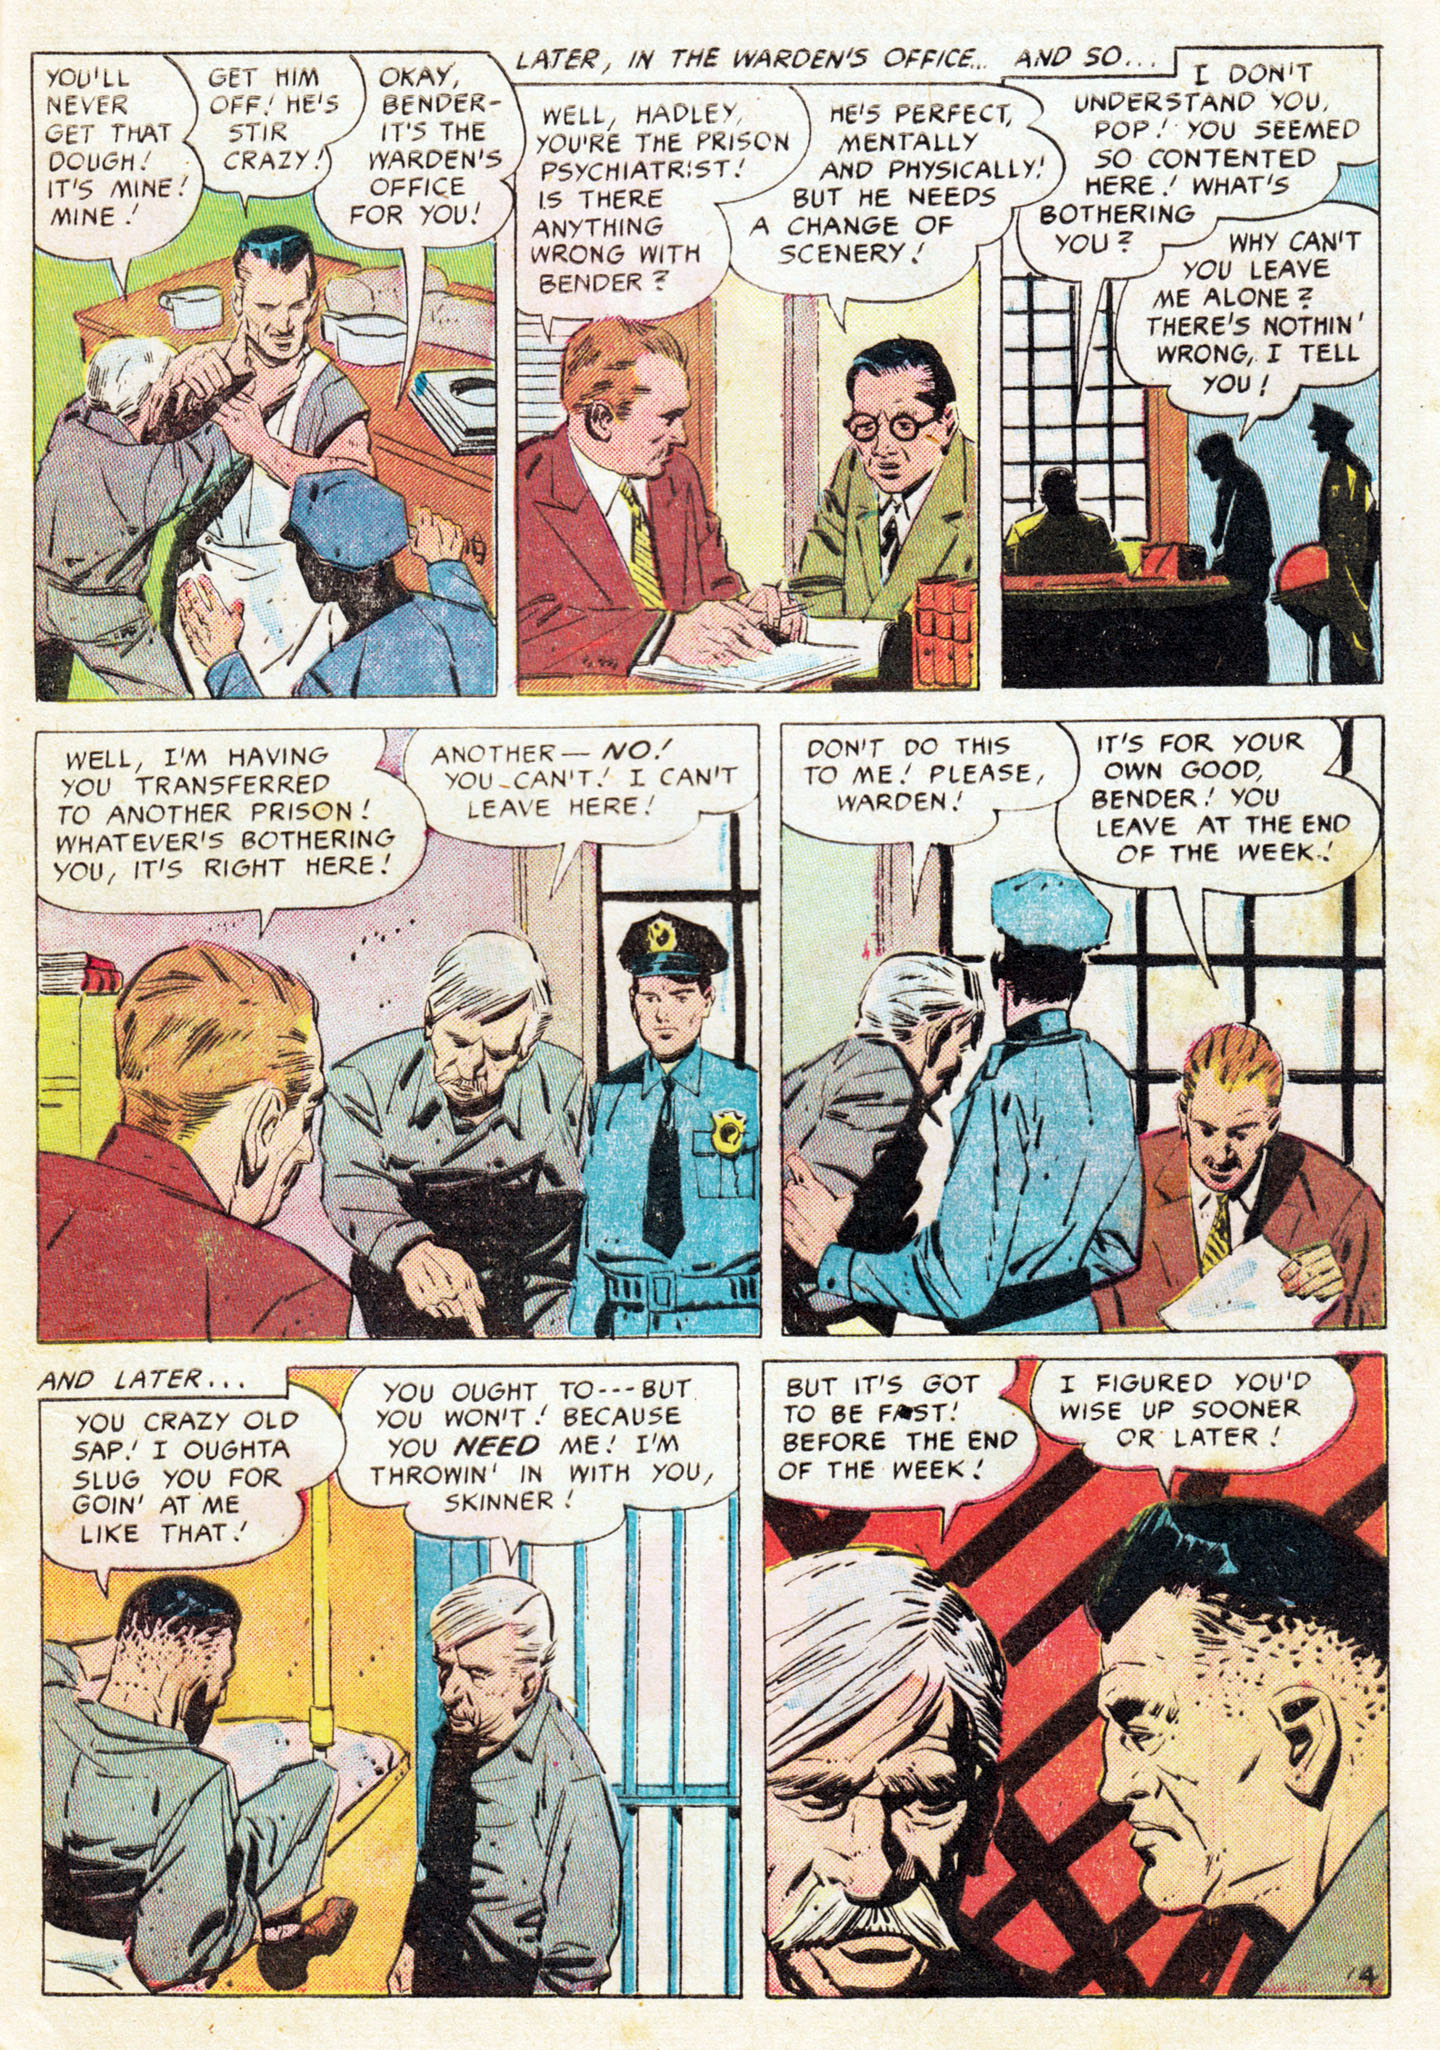 YOU'LL
NEVER
GET THAT
DOUGH!
IT'S MINE!
MINE!
GET HIM
OFF! HE'S
STIR
CRAZY!
OKAY,
BENDER-
IT'S THE
WARDEN'S
OFFICE
FOR YOU!
LATER, IN THE WARDEN'S OFFICE...
WELL, HADLEY,
YOU'RE THE PRISON
PSYCHIATRIST!
IS THERE
ANYTHING
WRONG WITH
BENDER?
HE'S PERFECT,
MENTALLY
AND PHYSICALLY!
BUT HE NEEDS
A CHANGE OF
SCENERY!
AND SO...
I DON'T
UNDERSTAND YOU,
POP! YOU SEEMED
SO CONTENTED
HERE! WHAT'S
BOTHERING
YOU?
WHY CAN'T
YOU LEAVE
ME ALONE?
THERE'S NOTHIN'
WRONG, I TELL
YOU!
WELL, I'M HAVING
YOU TRANSFERRED
TO ANOTHER PRISON!
WHATEVER'S BOTHERING
YOU, IT'S RIGHT HERE!
ANOTHER— NO!
YOU CAN'T! I CAN'T
LEAVE HERE!
DON'T DO THIS
TO ME! PLEASE,
WARDEN!
IT'S FOR YOUR
OWN GOOD,
BENDER! YOU
LEAVE AT THE END
OF THE WEEK!
AND LATER...
YOU CRAZY OLD
SAP! I OUGHTA
SLUG YOU FOR
GOIN' AT ME
LIKE THAT!
YOU OUGHT TO---BUT
YOU WON'T! BECAUSE
YOU NEED ME! I'M
THROWIN' IN WITH YOU,
SKINNER!
BUT IT'S GOT
TO BE FAST!
BEFORE THE END
OF THE WEEK!
I FIGURED YOU'D
WISE UP SOONER
OR LATER!
4